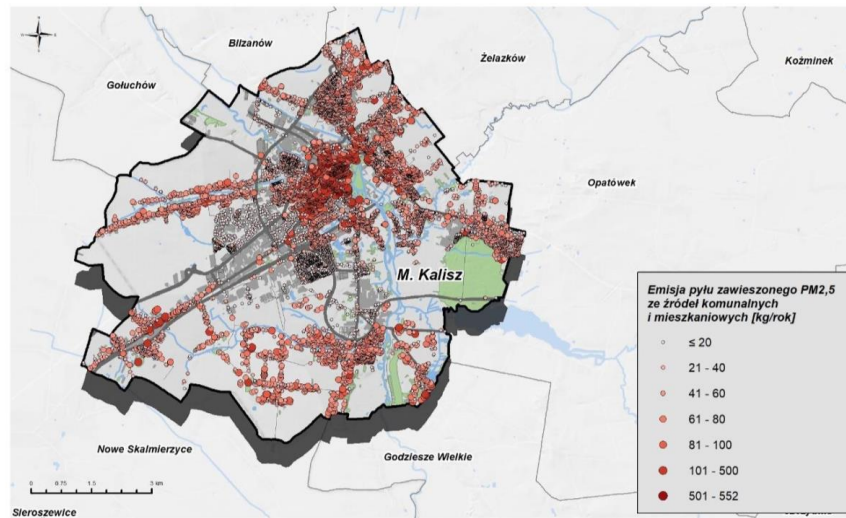 Blizanów
Żelazków
Koźminek
Gołuchów
Opatówek
M. Kalisz
Emisja pyłu zawieszonego PM2,5
ze źródeł komunalnych
i mieszkaniowych [kg/rok]
≤ 20
21 - 40
41 - 60
61 - 80
81 - 100
101 - 500
501 - 552
Nowe Skalmierzyce
Godziesze Wielkie
0 0.75 1.5 3 km
Sieroszewice